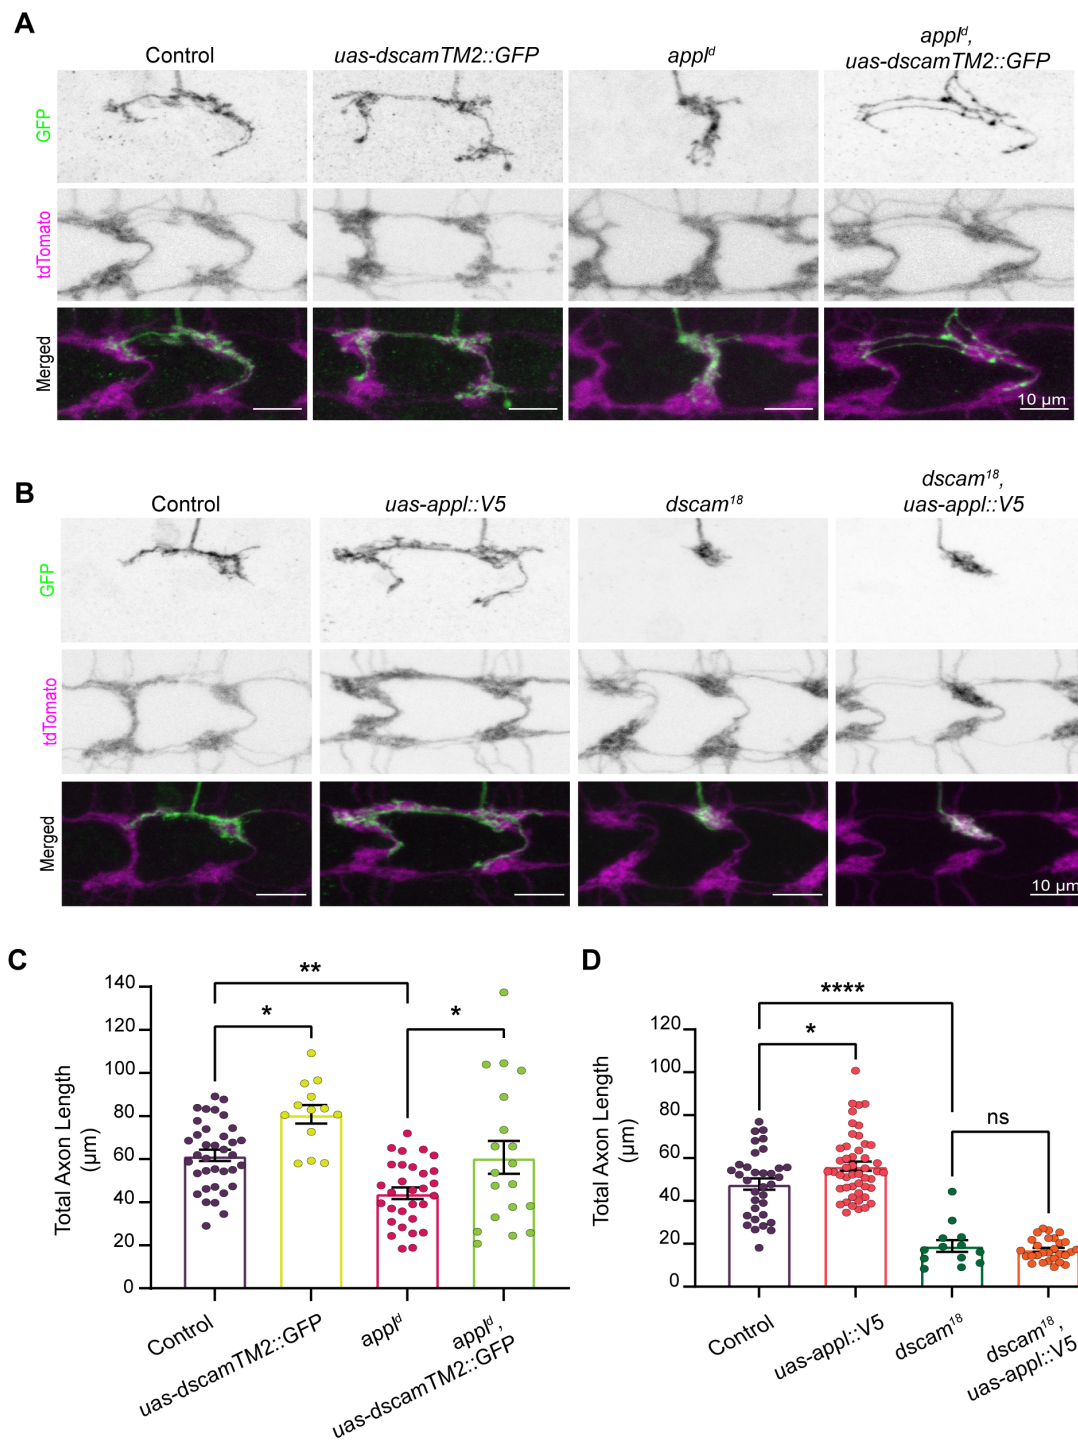 A
Control
uas-dscamTM2::GFP
appl^d
appl^d,
uas-dscamTM2::GFP
GFP
tdTomato
Merged
10 µm
B
Control
uas-appl::V5
dscam^18
dscam^18,
uas-appl::V5
GFP
tdTomato
Merged
10 µm
C
Total Axon Length
(µm)
140
120
100
80
60
40
20
0
**
*
*
Control
uas-dscamTM2::GFP
appl^d
appl^d,
uas-dscamTM2::GFP
D
Total Axon Length
(µm)
120
100
80
60
40
20
0
****
*
ns
Control
uas-appl::V5
dscam^18
dscam^18,
uas-appl::V5